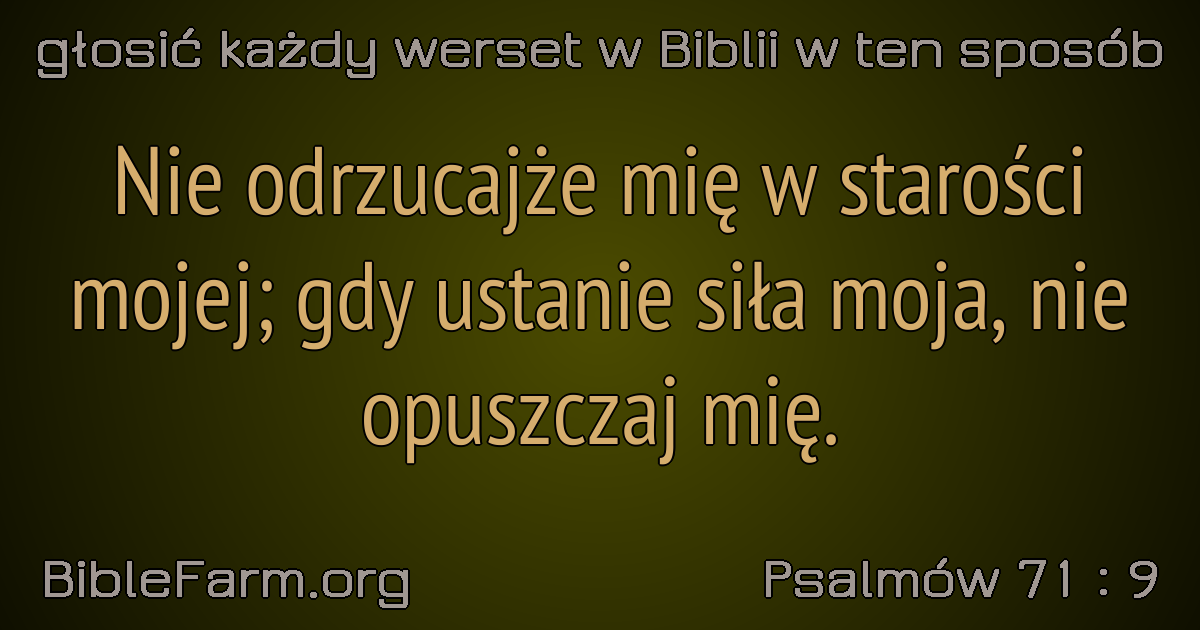 głosić każdy werset w Biblii w ten sposób
Nie odrzucajże mię w starości
mojej; gdy ustanie siła moja, nie
opuszczaj mię.
BibleFarm.org
Psalmów 71 : 9